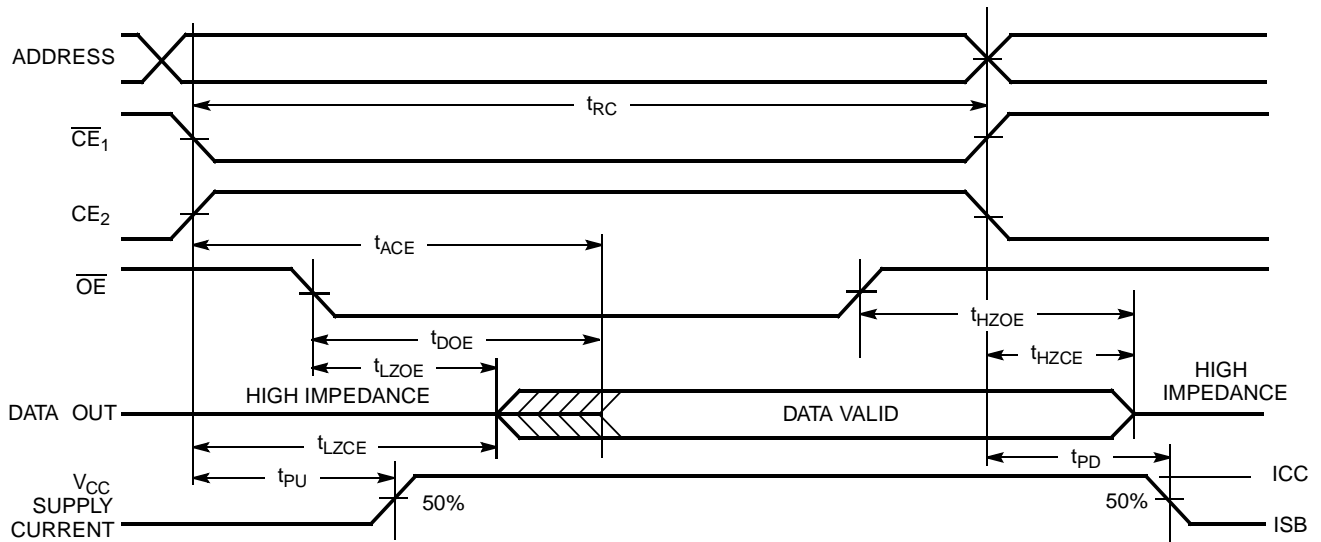 ADDRESS
tRC
CE1
CE2
tACE
OE
tHZOE
tDOE
tHZCE
tLZOE
HIGH IMPEDANCE
HIGH
IMPEDANCE
DATA OUT
DATA VALID
tLZCE
tPU
tPD
VCC
SUPPLY
CURRENT
50%
50%
ICC
ISB